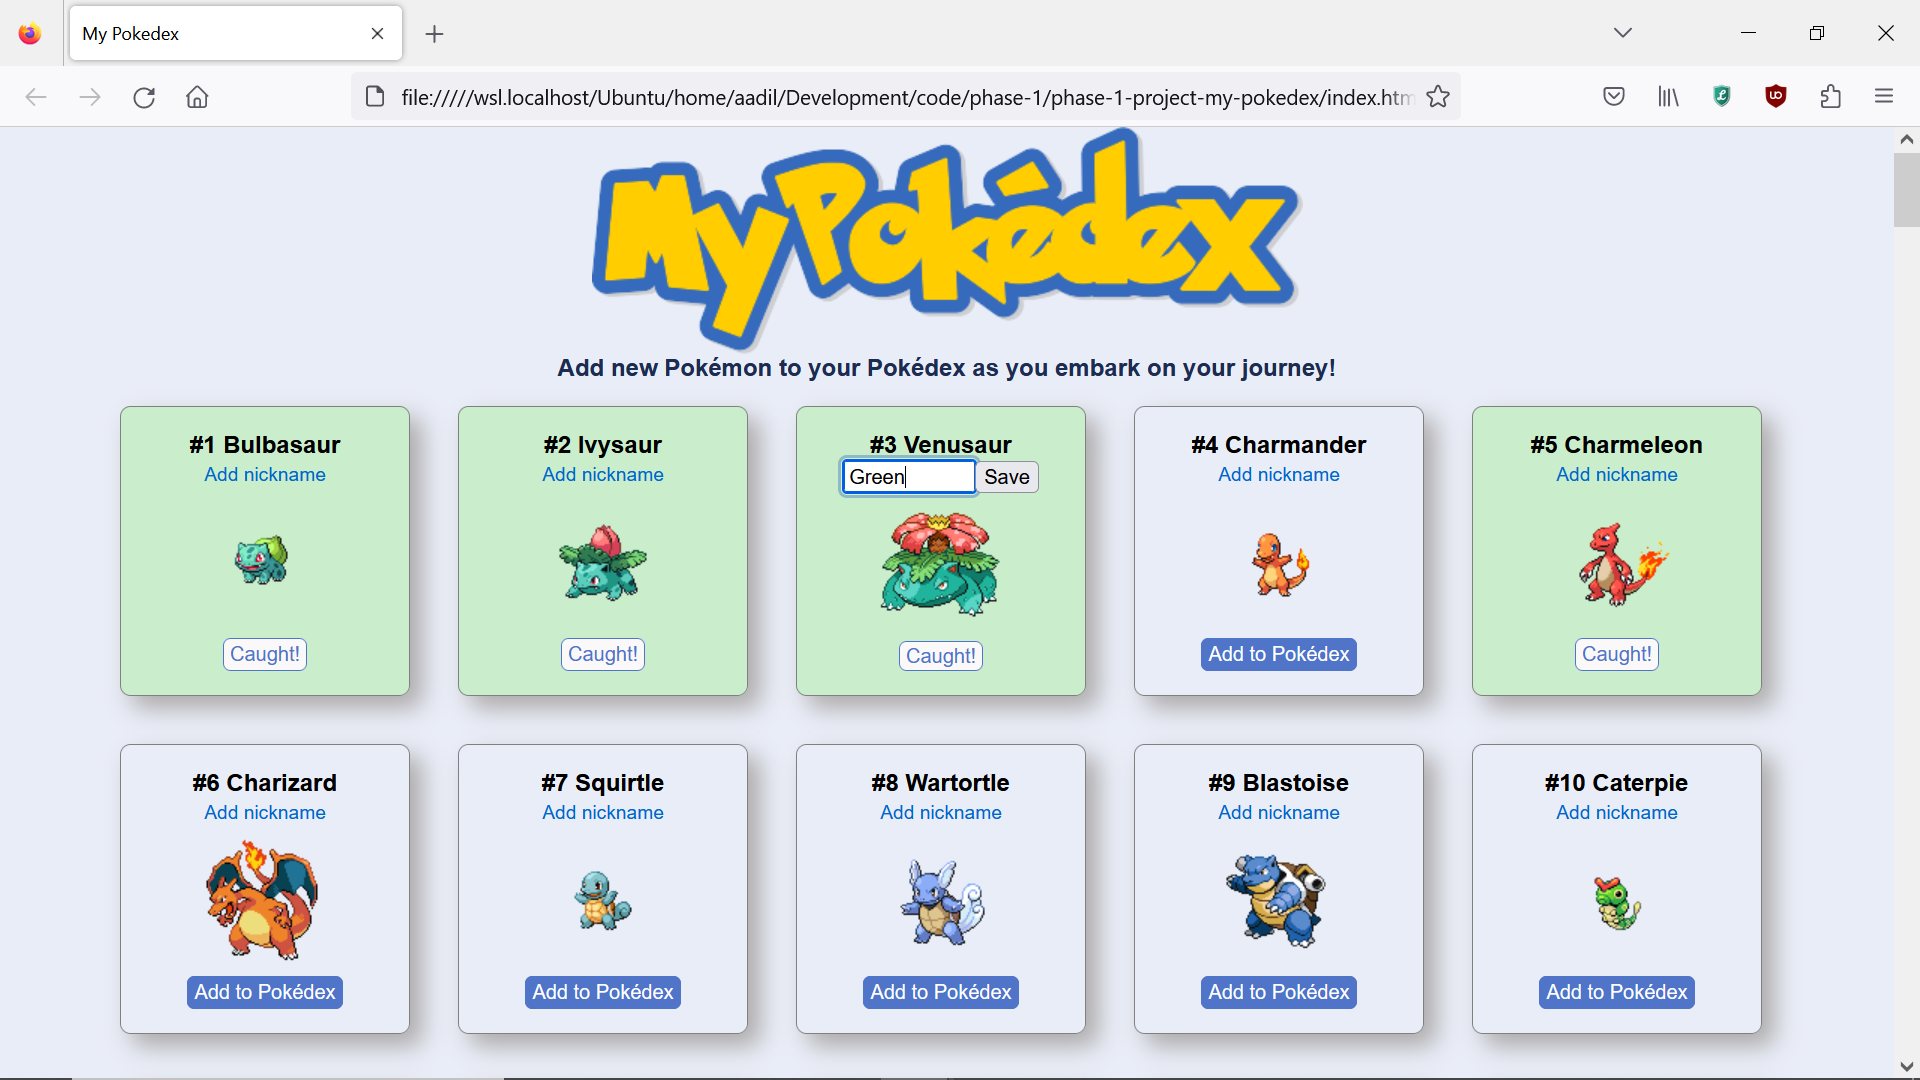 My Pokedex
file://///wsl.localhost/Ubuntu/home/aadil/Development/code/phase-1/phase-1-project-my-pokedex/index.htm
MyPokédex
Add new Pokémon to your Pokédex as you embark on your journey!
#1 Bulbasaur
Add nickname
Caught!
#2 Ivysaur
Add nickname
Caught!
#3 Venusaur
Green Save
Caught!
#4 Charmander
Add nickname
Add to Pokédex
#5 Charmeleon
Add nickname
Caught!
#6 Charizard
Add nickname
Add to Pokédex
#7 Squirtle
Add nickname
Add to Pokédex
#8 Wartortle
Add nickname
Add to Pokédex
#9 Blastoise
Add nickname
Add to Pokédex
#10 Caterpie
Add nickname
Add to Pokédex